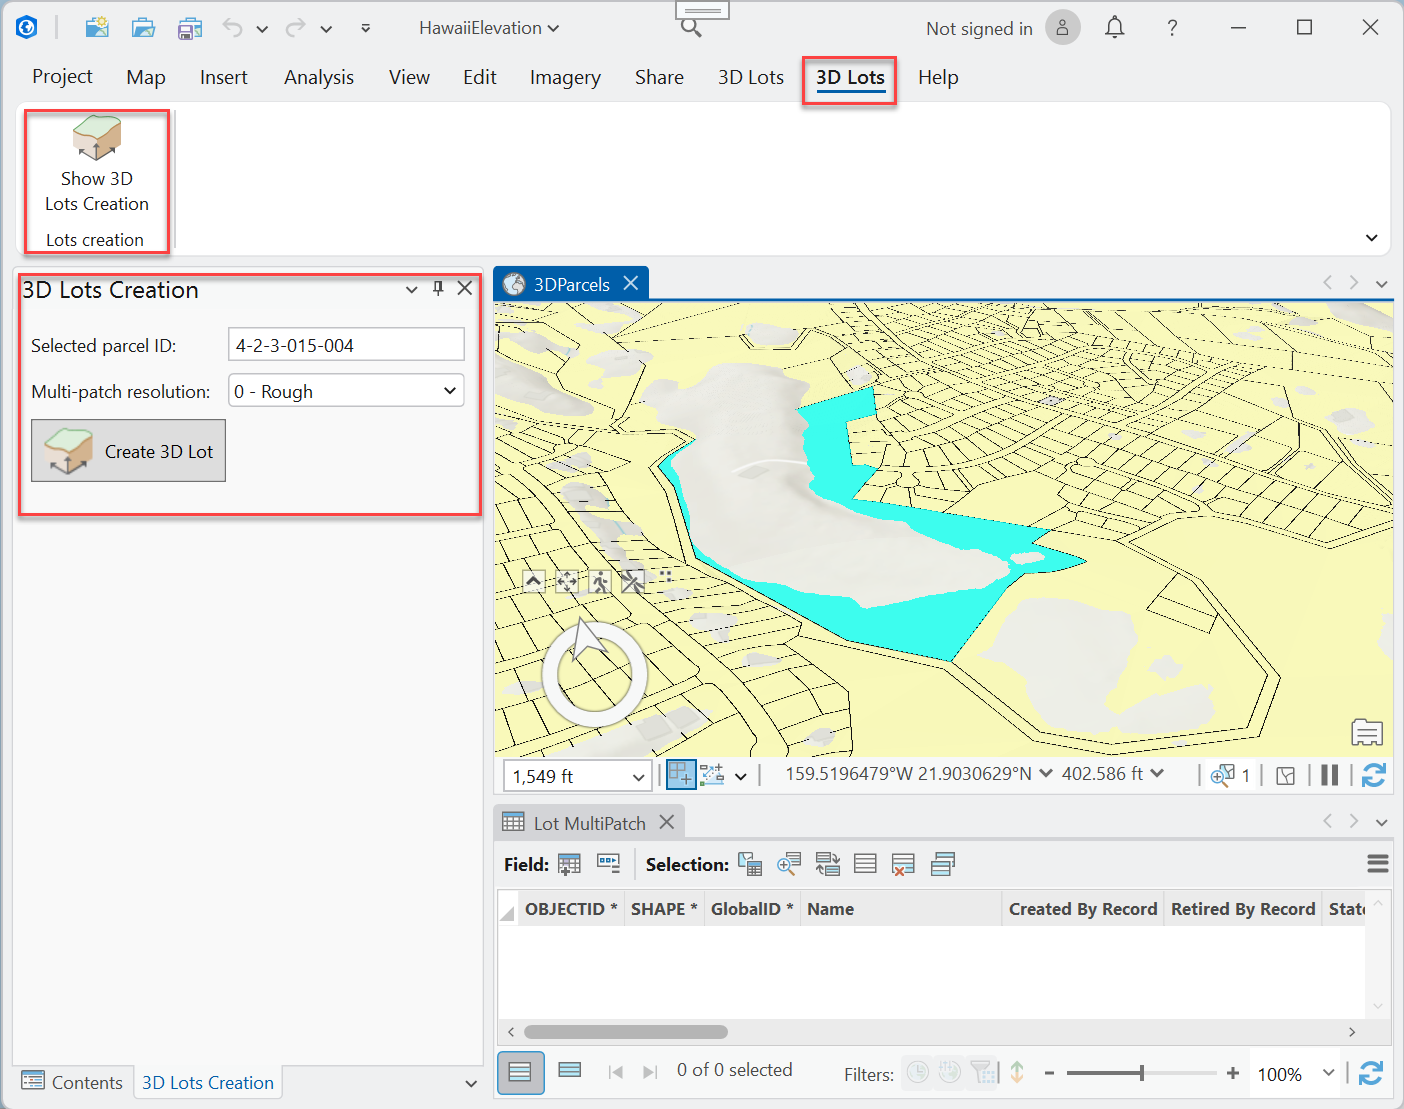 HawaiiElevation
Not signed in
?
Project Map Insert Analysis View Edit Imagery Share 3D Lots 3D Lots Help
Show 3D
Lots Creation
Lots creation
3D Lots Creation
Selected parcel ID: 4-2-3-015-004
Multi-patch resolution: 0 - Rough
Create 3D Lot
3DParcels
1,549 ft
159.5196479°W 21.9030629°N
402.586 ft
1
Lot MultiPatch
Field:
Selection:
OBJECTID * SHAPE * GlobalID * Name Created By Record Retired By Record State
0 of 0 selected
Filters:
100%
Contents
3D Lots Creation